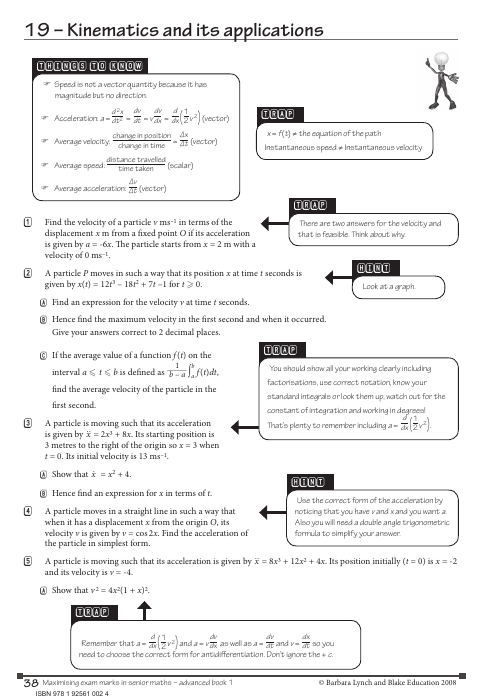 19 – Kinematics and its applications
THINGS TO KNOW
☞ Speed is not a vector quantity because it has
magnitude but no direction.
☞ Acceleration: a = d²x/dt² = dv/dt = v dv/dx = d/dx(1/2 v²) (vector)
☞ Average velocity: change in position/change in time = Δx/Δt (vector)
☞ Average speed: distance travelled/time taken (scalar)
☞ Average acceleration: Δv/Δt (vector)
TRAP
x = f(t) ≠ the equation of the path
Instantaneous speed ≠ Instantaneous velocity
1 Find the velocity of a particle v ms⁻¹ in terms of the
displacement x m from a fixed point O if its acceleration
is given by a = -6x. The particle starts from x = 2 m with a
velocity of 0 ms⁻¹.
TRAP
There are two answers for the velocity and
that is feasible. Think about why.
2 A particle P moves in such a way that its position x at time t seconds is
given by x(t) = 12t³ – 18t² + 7t –1 for t ⩾ 0.
HINT
Look at a graph.
A Find an expression for the velocity v at time t seconds.
B Hence find the maximum velocity in the first second and when it occurred.
Give your answers correct to 2 decimal places.
C If the average value of a function f(t) on the
interval a ⩽ t ⩽ b is defined as 1/(b – a) ∫ₐᵇ f(t)dt,
find the average velocity of the particle in the
first second.
TRAP
You should show all your working clearly including
factorisations, use correct notation, know your
standard integrals or look them up, watch out for the
constant of integration and working in degrees!
That's plenty to remember including a = d/dx(1/2 v²).
3 A particle is moving such that its acceleration
is given by ẍ = 2x³ + 8x. Its starting position is
3 metres to the right of the origin so x = 3 when
t = 0. Its initial velocity is 13 ms⁻¹.
A Show that ẋ = x² + 4.
B Hence find an expression for x in terms of t.
4 A particle moves in a straight line in such a way that
when it has a displacement x from the origin O, its
velocity v is given by v = cos 2x. Find the acceleration of
the particle in simplest form.
HINT
Use the correct form of the acceleration by
noticing that you have v and x and you want a.
Also you will need a double angle trigonometric
formula to simplify your answer.
5 A particle is moving such that its acceleration is given by ẍ = 8x³ + 12x² + 4x. Its position initially (t = 0) is x = -2
and its velocity is v = -4.
A Show that v² = 4x²(1 + x)².
TRAP
Remember that a = d/dx(1/2 v²) and a = v dv/dx as well as a = dv/dt and v = dx/dt so you
need to choose the correct form for antidifferentiation. Don't ignore the + c.
38 Maximising exam marks in senior maths – advanced book 1 © Barbara Lynch and Blake Education 2008
ISBN 978 1 92561 002 4